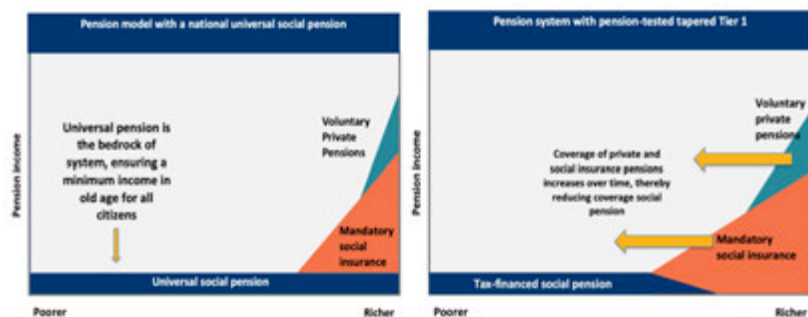 Pension model with a national universal social pension
Pension income
Universal pension is
the bedrock of
system, ensuring a
minimum income in
old age for all
citizens
Voluntary
Private
Pensions
Mandatory
social
insurance
Universal social pension
Poorer
Richer
Pension system with pension-tested tapered Tier 1
Pension income
Voluntary
private
pensions
Coverage of private and
social insurance pensions
increases over time, thereby
reducing coverage social
pension
Mandatory
social insurance
Tax-financed social pension
Poorer
Richer